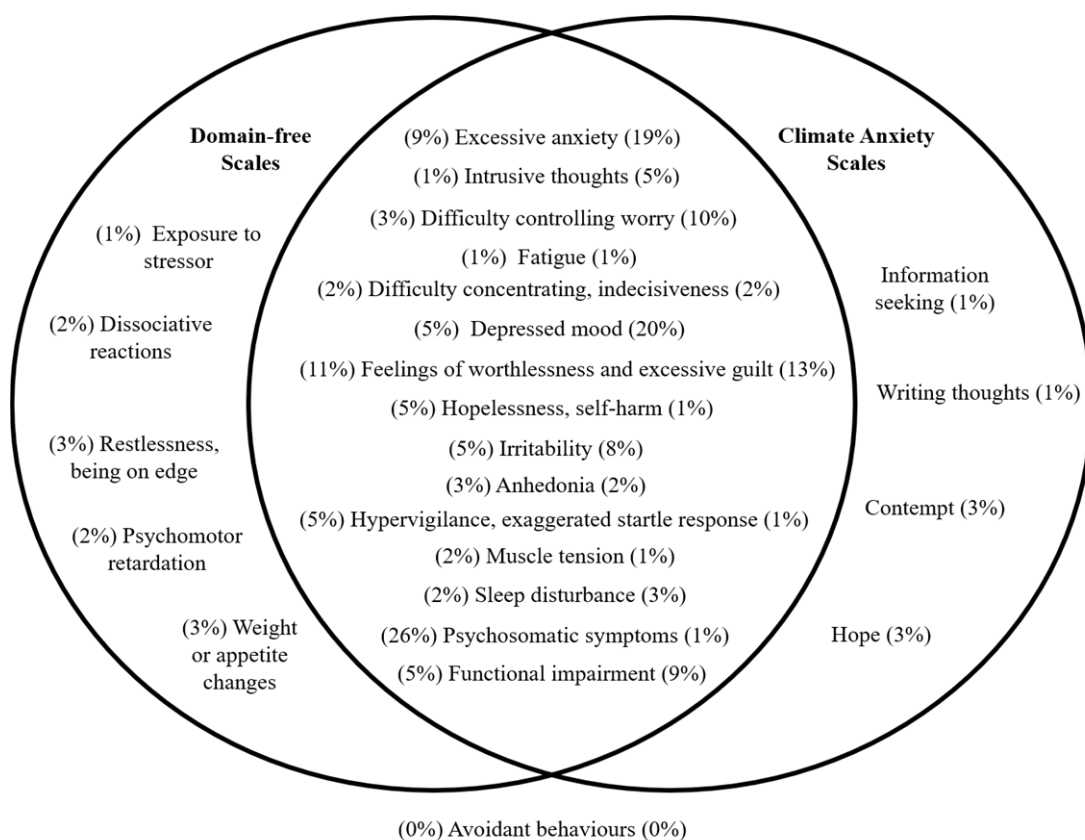 Domain-free
Scales
(1%) Exposure to
stressor
(2%) Dissociative
reactions
(3%) Restlessness,
being on edge
(2%) Psychomotor
retardation
(3%) Weight
or appetite
changes
(9%) Excessive anxiety (19%)
(1%) Intrusive thoughts (5%)
(3%) Difficulty controlling worry (10%)
(1%) Fatigue (1%)
(2%) Difficulty concentrating, indecisiveness (2%)
(5%) Depressed mood (20%)
(11%) Feelings of worthlessness and excessive guilt (13%)
(5%) Hopelessness, self-harm (1%)
(5%) Irritability (8%)
(3%) Anhedonia (2%)
(5%) Hypervigilance, exaggerated startle response (1%)
(2%) Muscle tension (1%)
(2%) Sleep disturbance (3%)
(26%) Psychosomatic symptoms (1%)
(5%) Functional impairment (9%)
Climate Anxiety
Scales
Information
seeking (1%)
Writing thoughts (1%)
Contempt (3%)
Hope (3%)
(0%) Avoidant behaviours (0%)